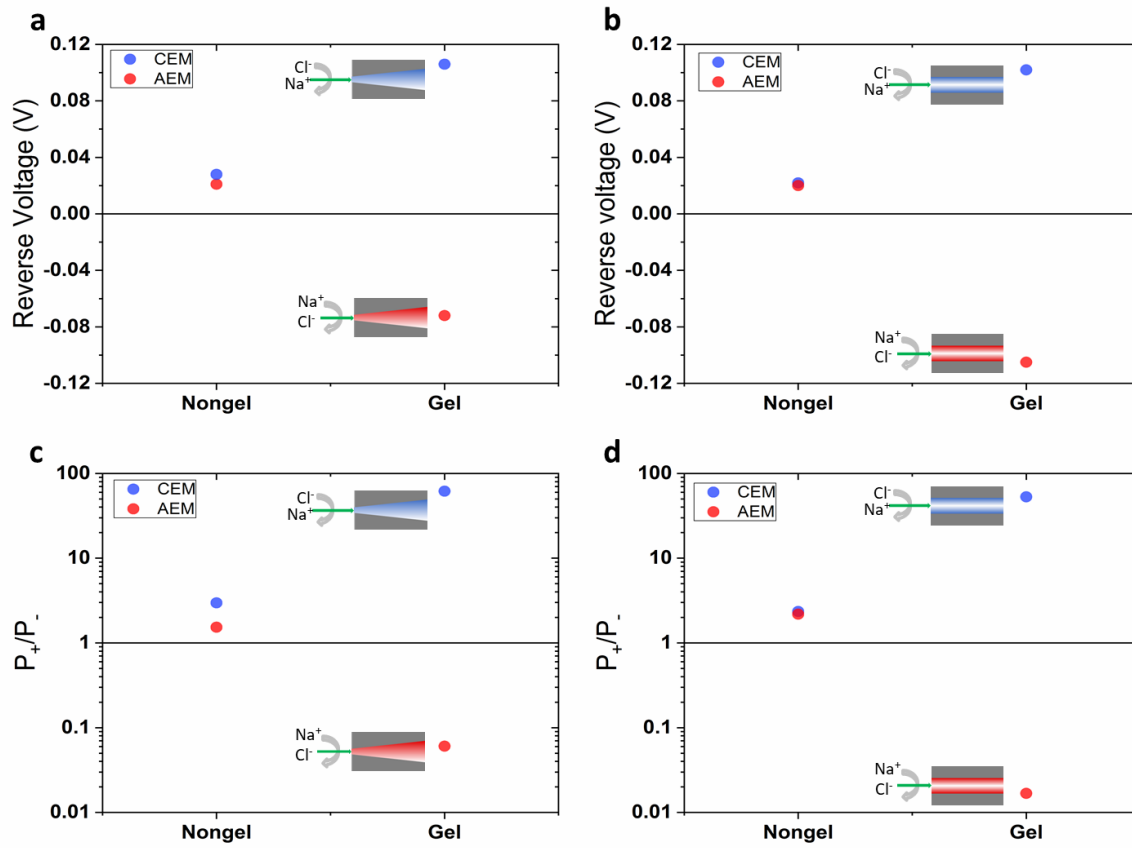 a
Reverse Voltage (V)
0.12
0.08
0.04
0.00
-0.04
-0.08
-0.12
CEM
AEM
Cl-
Na+
Na+
Cl-
Nongel
Gel
b
Reverse voltage (V)
0.12
0.08
0.04
0.00
-0.04
-0.08
-0.12
CEM
AEM
Cl-
Na+
Na+
Cl-
Nongel
Gel
c
P+/P-
100
10
1
0.1
0.01
CEM
AEM
Cl-
Na+
Na+
Cl-
Nongel
Gel
d
P+/P-
100
10
1
0.1
0.01
CEM
AEM
Cl-
Na+
Na+
Cl-
Nongel
Gel